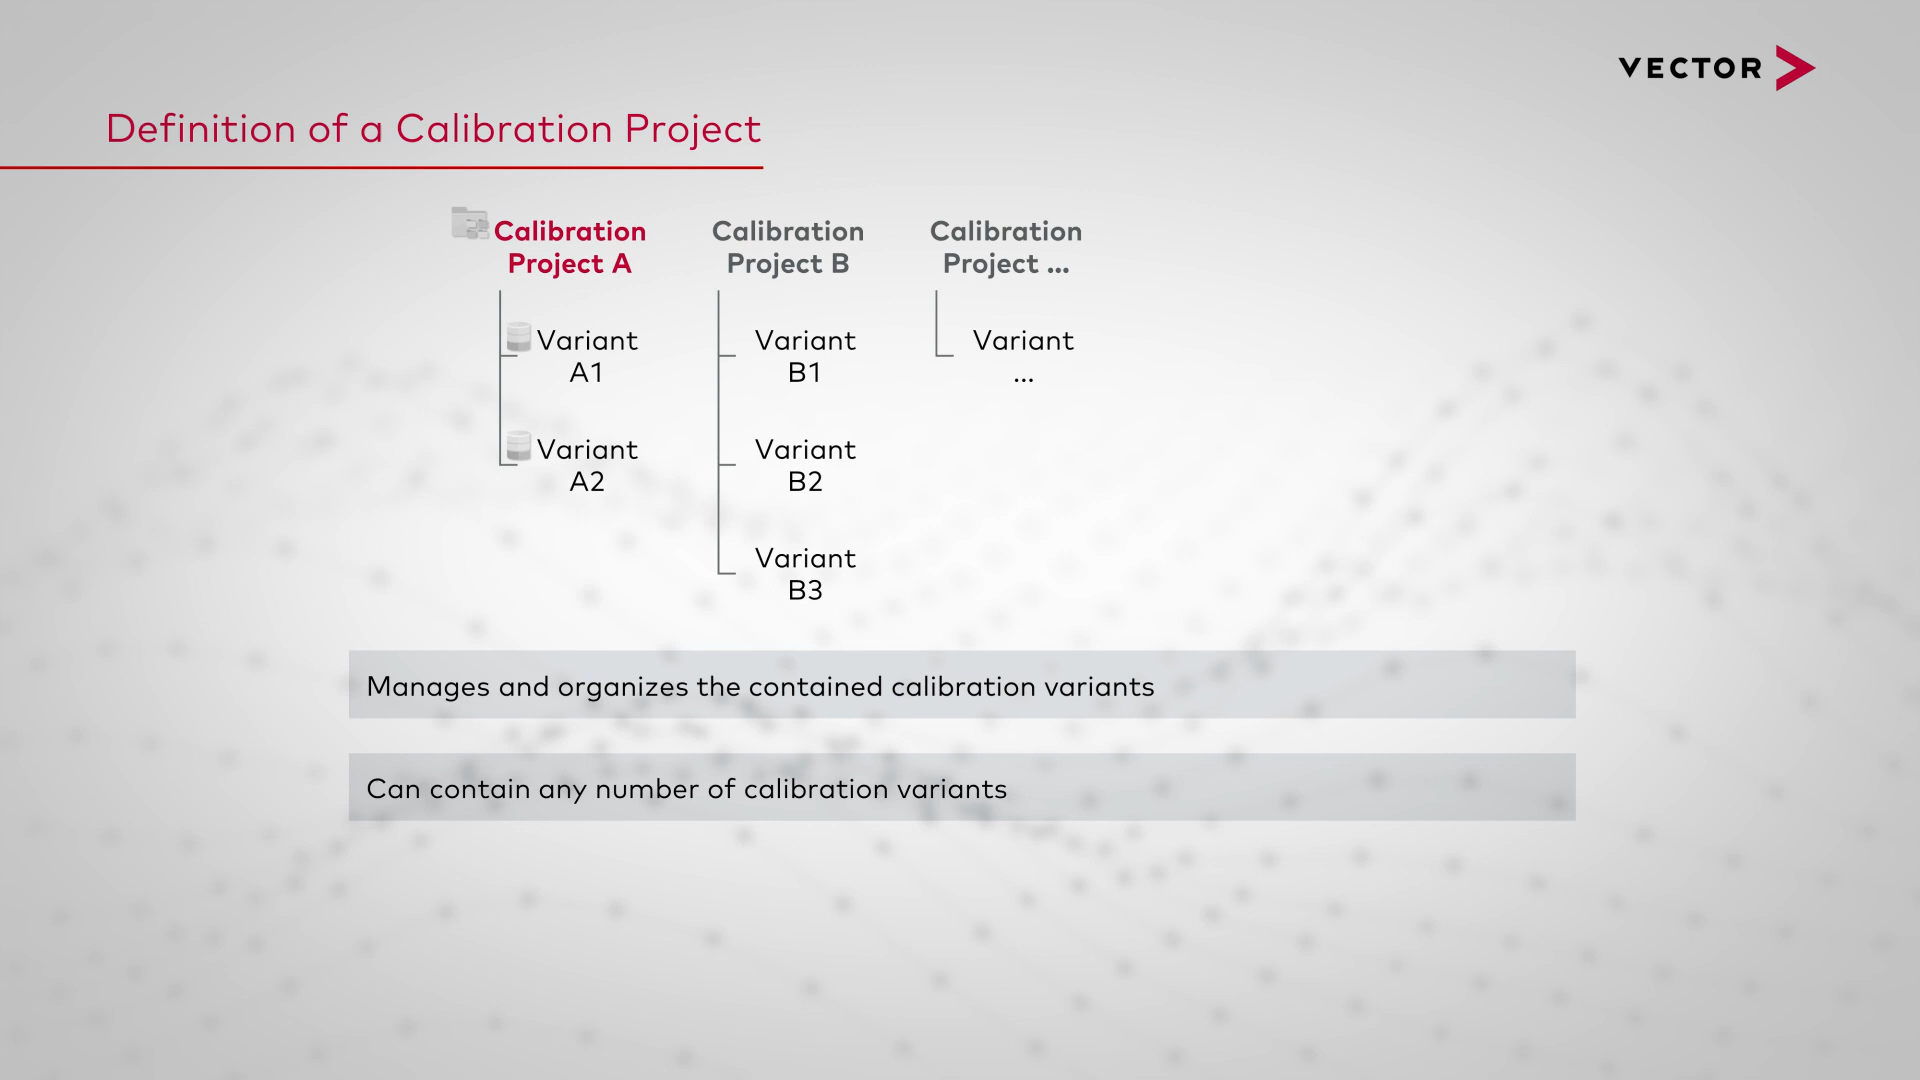 VECTOR
Definition of a Calibration Project
Calibration
Project A
Variant
A1
Variant
A2
Calibration
Project B
Variant
B1
Variant
B2
Variant
B3
Calibration
Project ...
Variant
...
Manages and organizes the contained calibration variants
Can contain any number of calibration variants